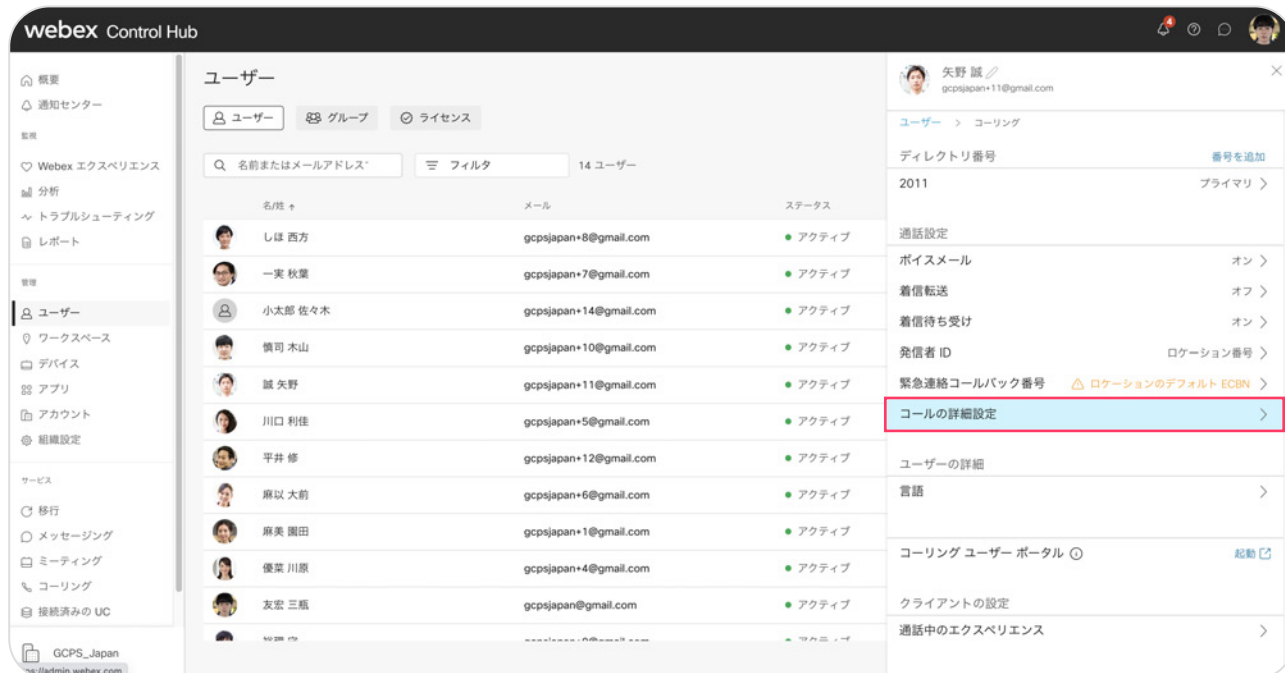 webex Control Hub
4
概要
通知センター
監視
Webex エクスペリエンス
分析
トラブルシューティング
レポート
管理
ユーザー
ワークスペース
デバイス
アプリ
アカウント
組織設定
サービス
移行
メッセージング
ミーティング
コーリング
接続済みの UC
GCPS_Japan
ps://admin.webex.com
ユーザー
ユーザー グループ ライセンス
名前またはメールアドレス フィルタ 14 ユーザー
名/姓 ↑ メール ステータス
しほ 西方 gcpsjapan+8@gmail.com アクティブ
一実 秋葉 gcpsjapan+7@gmail.com アクティブ
小太郎 佐々木 gcpsjapan+14@gmail.com アクティブ
慎司 木山 gcpsjapan+10@gmail.com アクティブ
誠 矢野 gcpsjapan+11@gmail.com アクティブ
川口 利佳 gcpsjapan+5@gmail.com アクティブ
平井 修 gcpsjapan+12@gmail.com アクティブ
麻以 大前 gcpsjapan+6@gmail.com アクティブ
麻美 園田 gcpsjapan+1@gmail.com アクティブ
優菜 川原 gcpsjapan+4@gmail.com アクティブ
友宏 三瓶 gcpsjapan@gmail.com アクティブ
矢野 誠
gcpsjapan+11@gmail.com
ユーザー > コーリング
ディレクトリ番号 番号を追加
2011 プライマリ >
通話設定
ボイスメール オン >
着信転送 オフ >
着信待ち受け オン >
発信者 ID ロケーション番号 >
緊急連絡コールバック番号 ロケーションのデフォルト ECBN >
コールの詳細設定 >
ユーザーの詳細
言語 >
コーリング ユーザー ポータル 起動
クライアントの設定
通話中のエクスペリエンス >